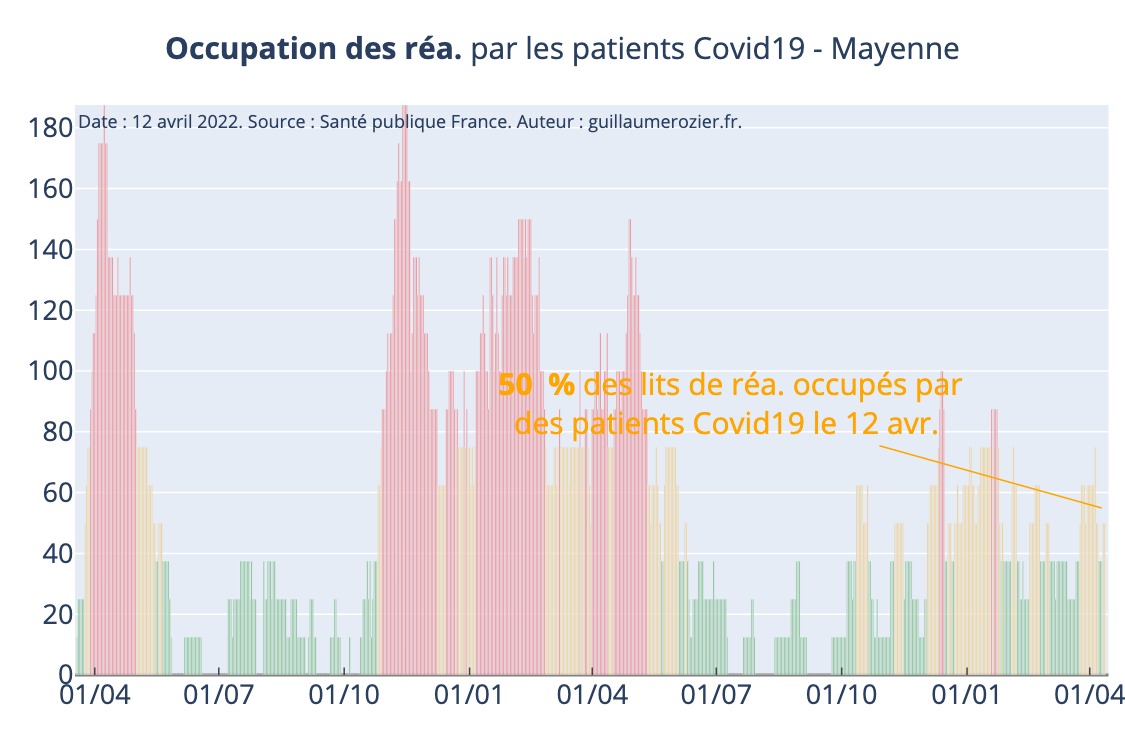 Occupation des réa. par les patients Covid19 - Mayenne
180
Date : 12 avril 2022. Source : Santé publique France. Auteur : guillaumerozier.fr.
160
140
120
100
50 % des lits de réa. occupés par
des patients Covid19 le 12 avr.
80
60
40
20
0
01/04 01/07 01/10 01/01 01/04 01/07 01/10 01/01 01/04